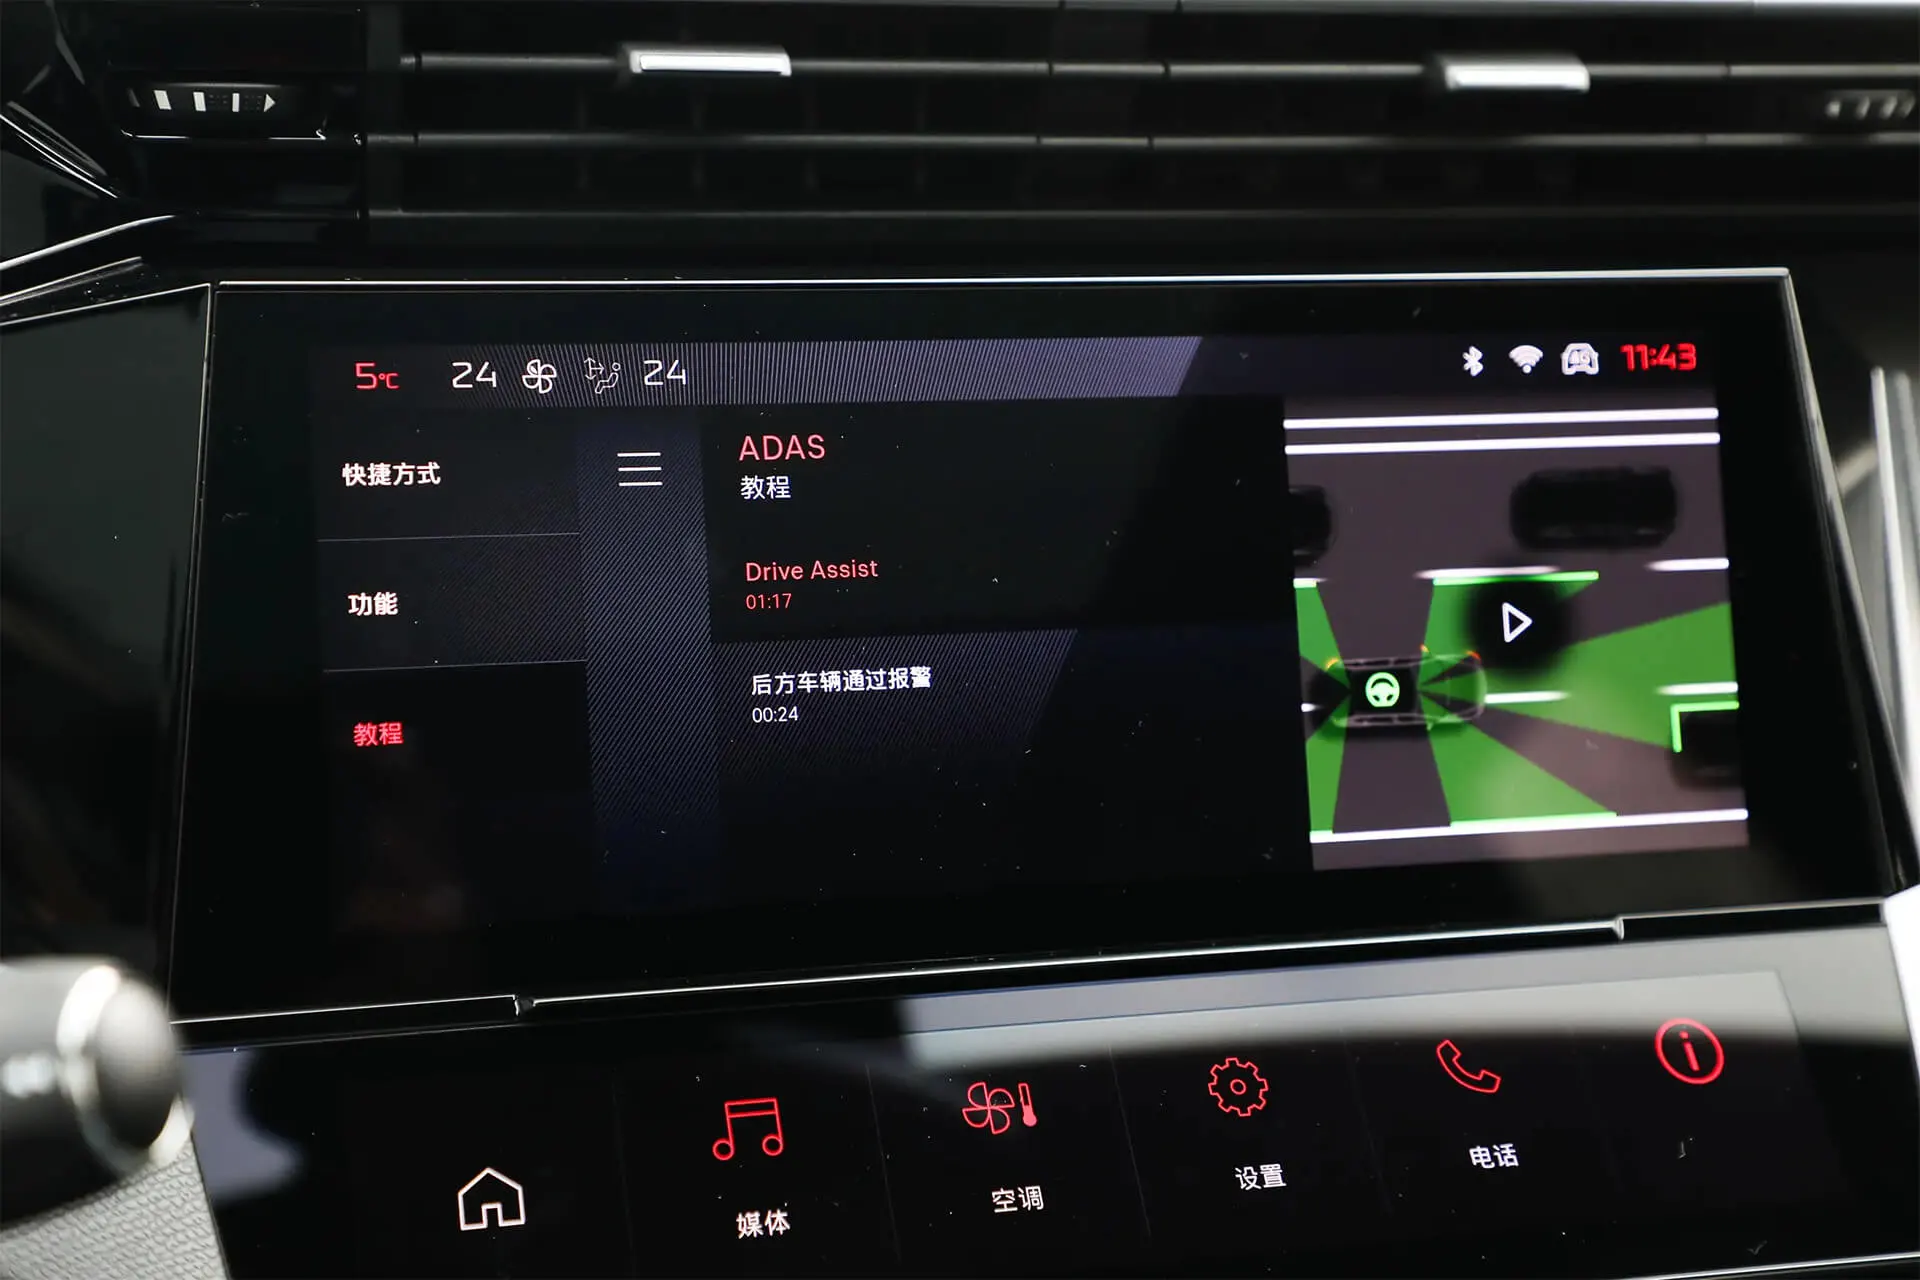 5°C 24 24 11:43
快捷方式
功能
教程
ADAS
教程
Drive Assist
01:17
后方车辆通过报警
00:24
媒体
空调
设置
电话